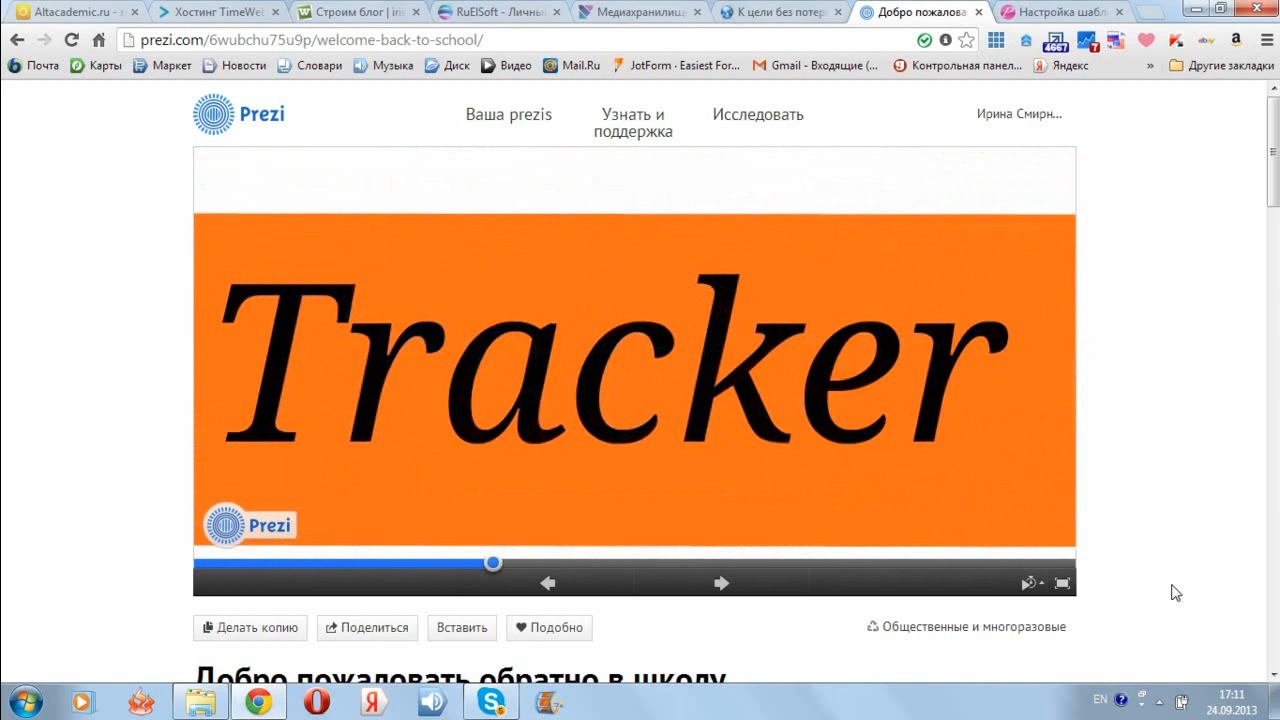 Altacademic.ru -
Хостинг TimeWeb
Строим блог |
RuElSoft - Личны
Медиахранилищ
К цели без потер
Добро пожалова
Настройка шабл
prezi.com/6wubchu75u9p/welcome-back-to-school/
4667
7
Почта
Карты
Маркет
Новости
Словари
Музыка
Диск
Видео
Mail.Ru
JotForm · Easiest For...
Gmail - Входящие (...
Контрольная панел...
Яндекс
»
Другие закладки
Prezi
Ваша prezis
Узнать и
поддержка
Исследовать
Ирина Смирн...
Tracker
Prezi
Делать копию
Поделиться
Вставить
Подобно
Общественные и многоразовые
Добро пожаловать обратно в школу
EN
17:11
24.09.2013